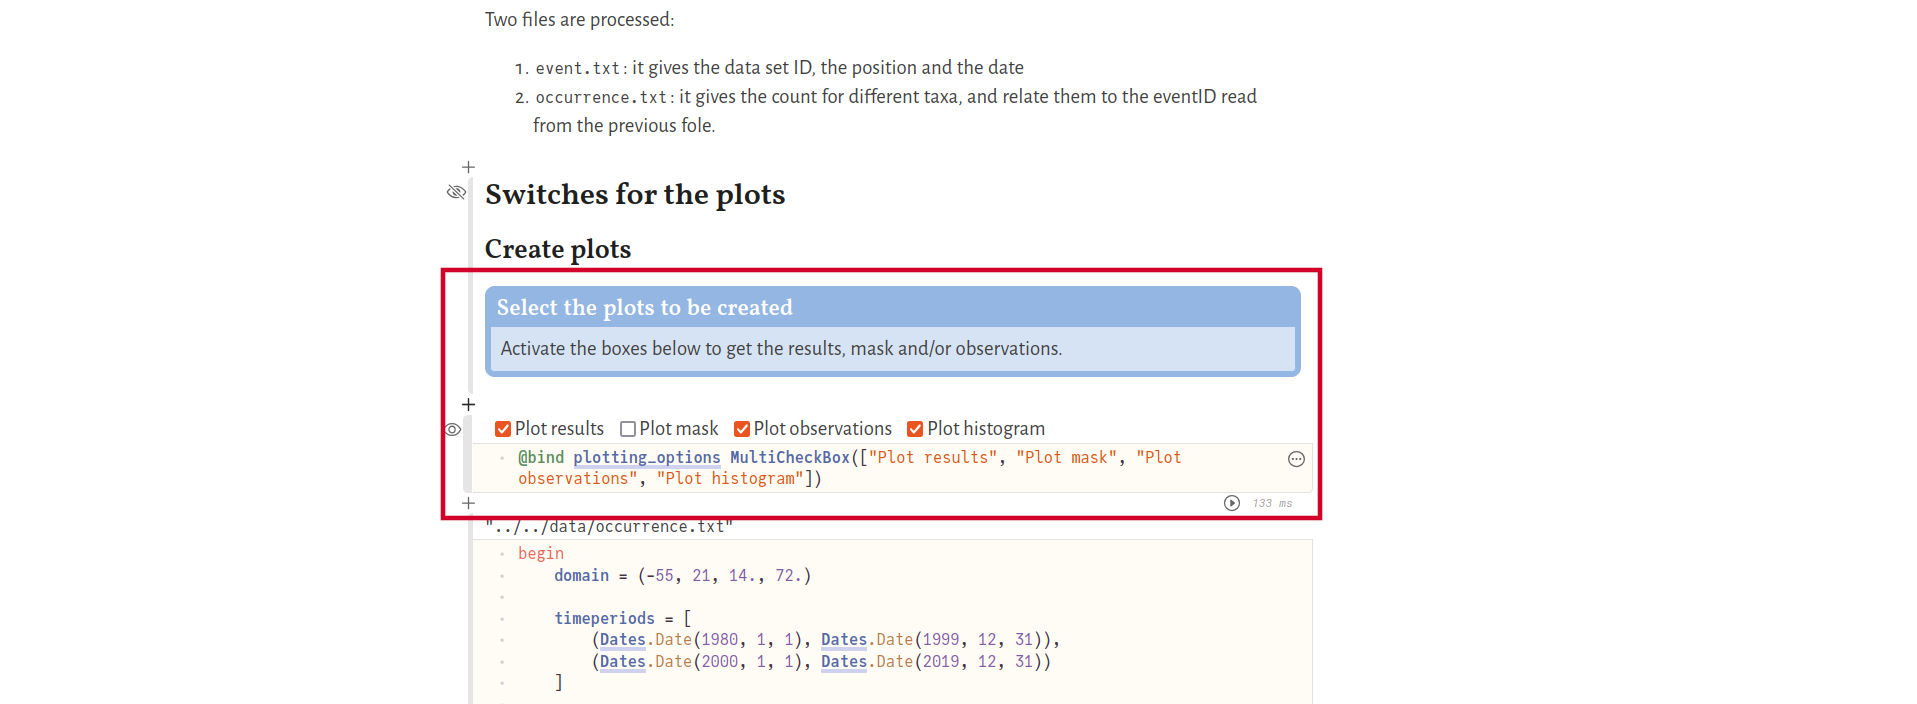 Two files are processed:
1. event.txt: it gives the data set ID, the position and the date
2. occurrence.txt: it gives the count for different taxa, and relate them to the eventID read
from the previous fole.
Switches for the plots
Create plots
Select the plots to be created
Activate the boxes below to get the results, mask and/or observations.
Plot results Plot mask Plot observations Plot histogram
@bind plotting_options MultiCheckBox(["Plot results", "Plot mask", "Plot
observations", "Plot histogram"])
133 ms
"../../data/occurrence.txt"
begin
domain = (-55, 21, 14., 72.)
timeperiods = [
(Dates.Date(1980, 1, 1), Dates.Date(1999, 12, 31)),
(Dates.Date(2000, 1, 1), Dates.Date(2019, 12, 31))
]